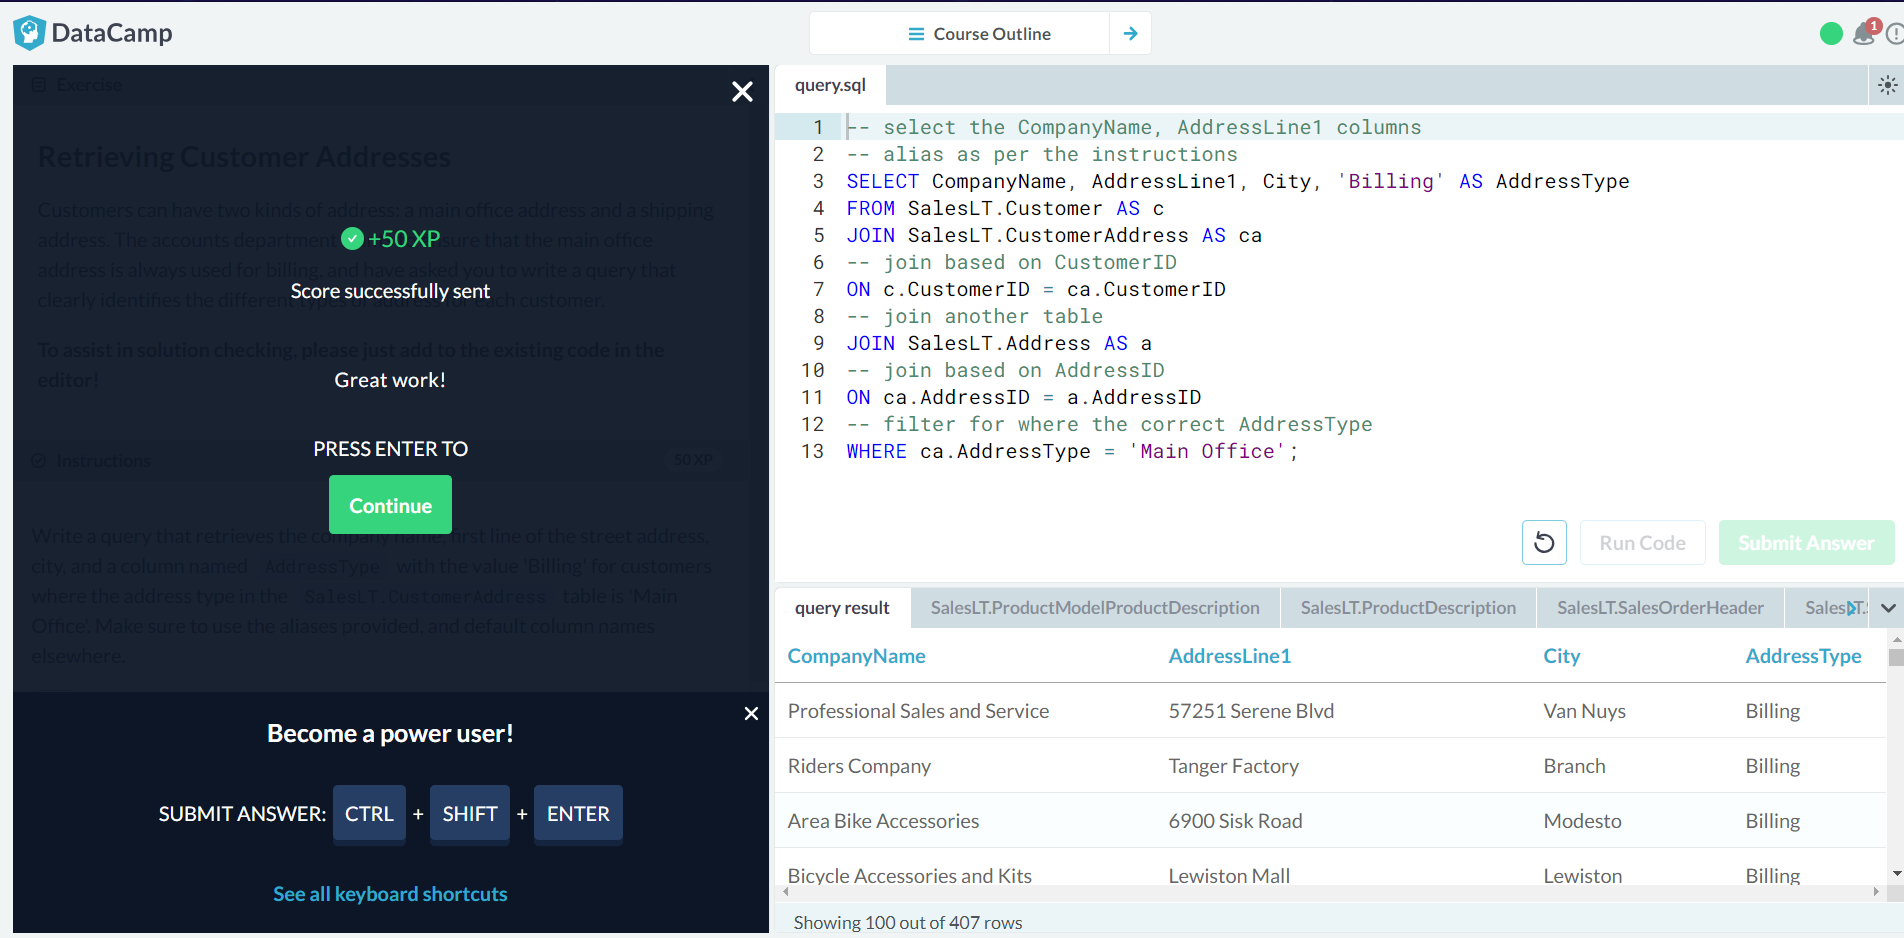 DataCamp
Course Outline
1
Exercise
Retrieving Customer Addresses
Customers can have two kinds of address: a main office address and a shipping
address. The accounts department sure that the main office
address is always used for billing, and have asked you to write a query that
clearly identifies the different types of address for each customer.
To assist in solution checking, please just add to the existing code in the
editor!
+50 XP
Score successfully sent
Great work!
PRESS ENTER TO
Continue
Instructions
50 XP
Write a query that retrieves the company name, first line of the street address,
city, and a column named AddressType with the value 'Billing' for customers
where the address type in the SalesLT.CustomerAddress table is 'Main
Office'. Make sure to use the aliases provided, and default column names
elsewhere.
Become a power user!
SUBMIT ANSWER: CTRL + SHIFT + ENTER
See all keyboard shortcuts
query.sql
1 -- select the CompanyName, AddressLine1 columns
2 -- alias as per the instructions
3 SELECT CompanyName, AddressLine1, City, 'Billing' AS AddressType
4 FROM SalesLT.Customer AS c
5 JOIN SalesLT.CustomerAddress AS ca
6 -- join based on CustomerID
7 ON c.CustomerID = ca.CustomerID
8 -- join another table
9 JOIN SalesLT.Address AS a
10 -- join based on AddressID
11 ON ca.AddressID = a.AddressID
12 -- filter for where the correct AddressType
13 WHERE ca.AddressType = 'Main Office';
Run Code
Submit Answer
query result SalesLT.ProductModelProductDescription SalesLT.ProductDescription SalesLT.SalesOrderHeader
CompanyName AddressLine1 City AddressType
Professional Sales and Service 57251 Serene Blvd Van Nuys Billing
Riders Company Tanger Factory Branch Billing
Area Bike Accessories 6900 Sisk Road Modesto Billing
Bicycle Accessories and Kits Lewiston Mall Lewiston Billing
Showing 100 out of 407 rows